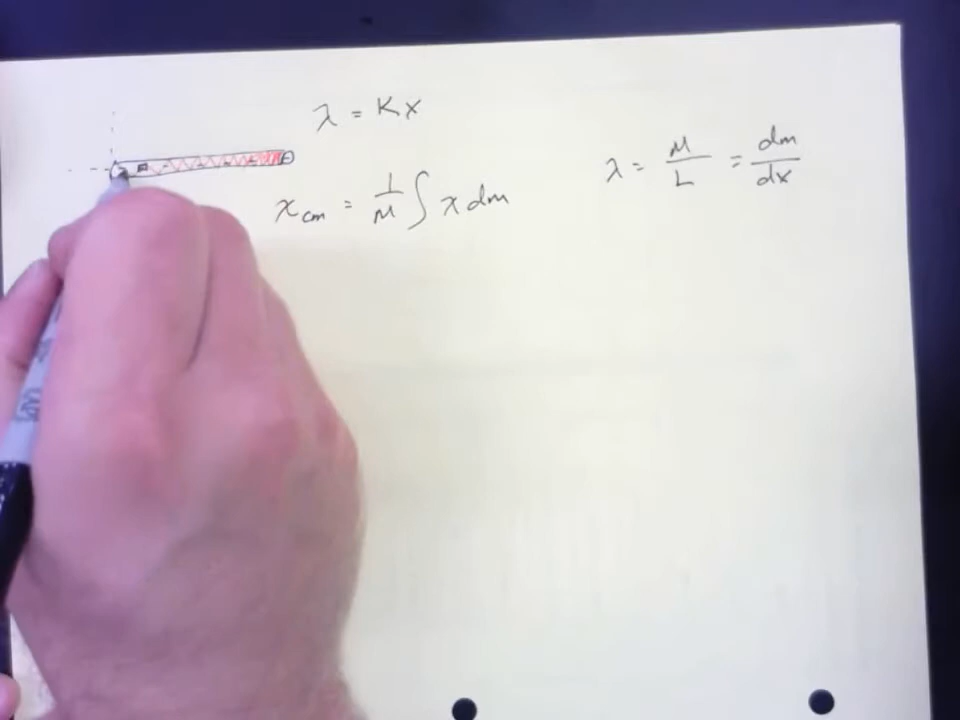 λ = Kx
λ = M/L = dm/dx
x_cm = 1/M ∫ x dm